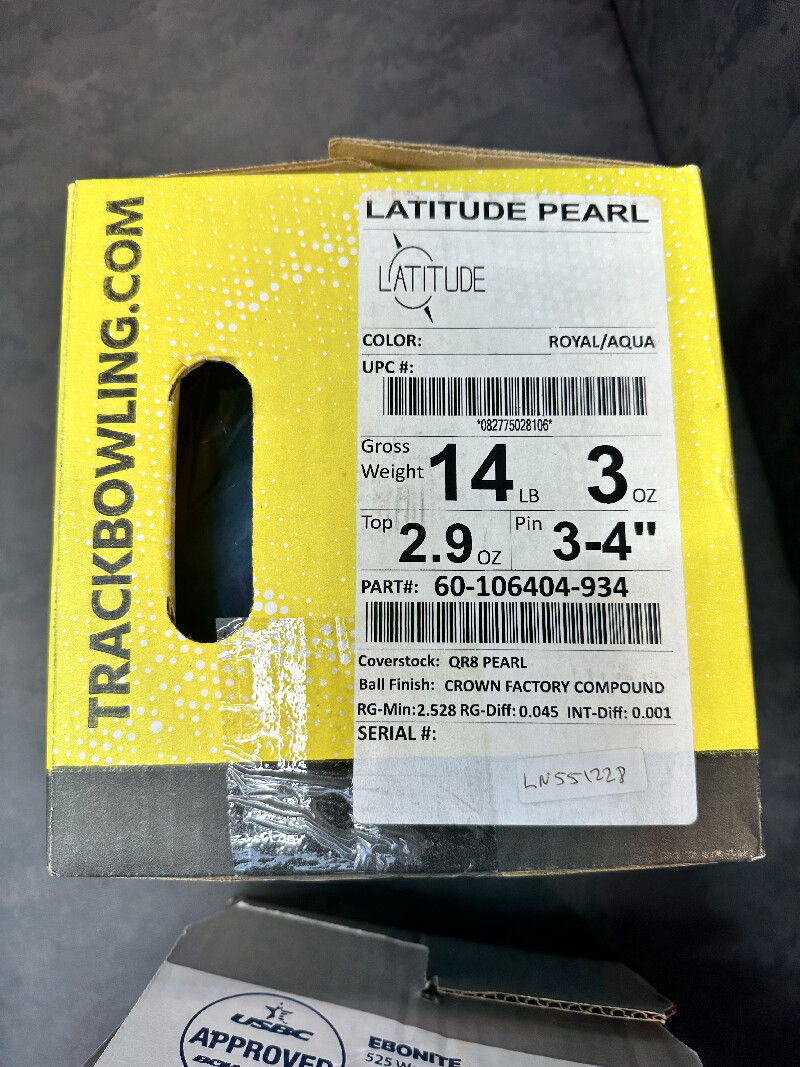 TRACKBOWLING.COM
LATITUDE PEARL
LATITUDE
COLOR: ROYAL/AQUA
UPC #:
*082775028106*
Gross Weight 14 LB 3 OZ
Top 2.9 OZ Pin 3-4"
PART#: 60-106404-934
Coverstock: QR8 PEARL
Ball Finish: CROWN FACTORY COMPOUND
RG-Min:2.528 RG-Diff: 0.045 INT-Diff: 0.001
SERIAL #:
LN551228
USBC
APPROVED
EBONITE
525